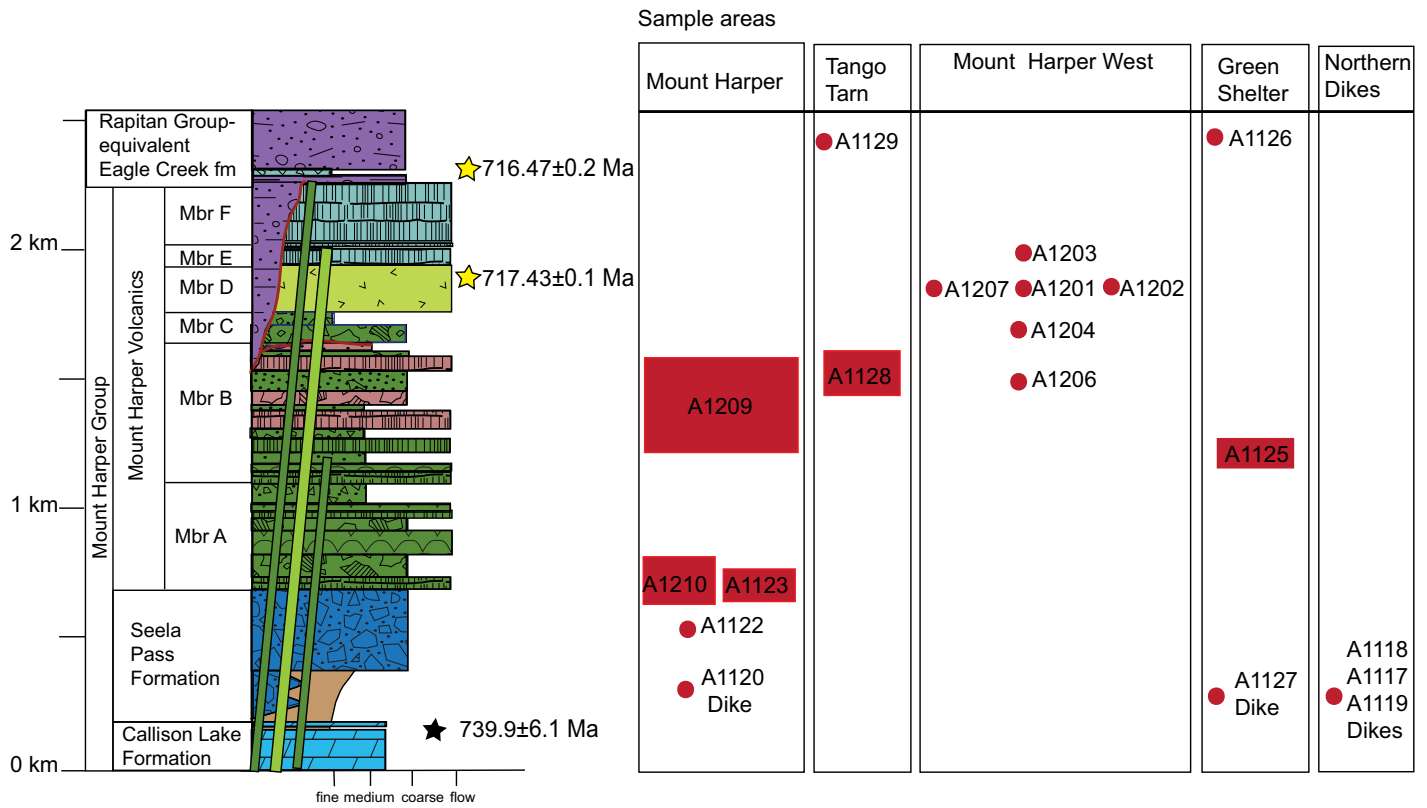 Sample areas
Mount Harper
Tango
Tarn
Mount Harper West
Green
Shelter
Northern
Dikes
Rapitan Group-
equivalent
Eagle Creek fm
716.47±0.2 Ma
Mbr F
2 km
Mbr E
717.43±0.1 Ma
Mbr D
Mbr C
Mbr B
1 km
Mbr A
Mount Harper Group
Mount Harper Volcanics
Seela
Pass
Formation
739.9±6.1 Ma
Callison Lake
Formation
0 km
fine medium coarse flow
A1209
A1210
A1123
A1122
A1120
Dike
A1129
A1128
A1203
A1207
A1201
A1202
A1204
A1206
A1126
A1125
A1127
Dike
A1118
A1117
A1119
Dikes